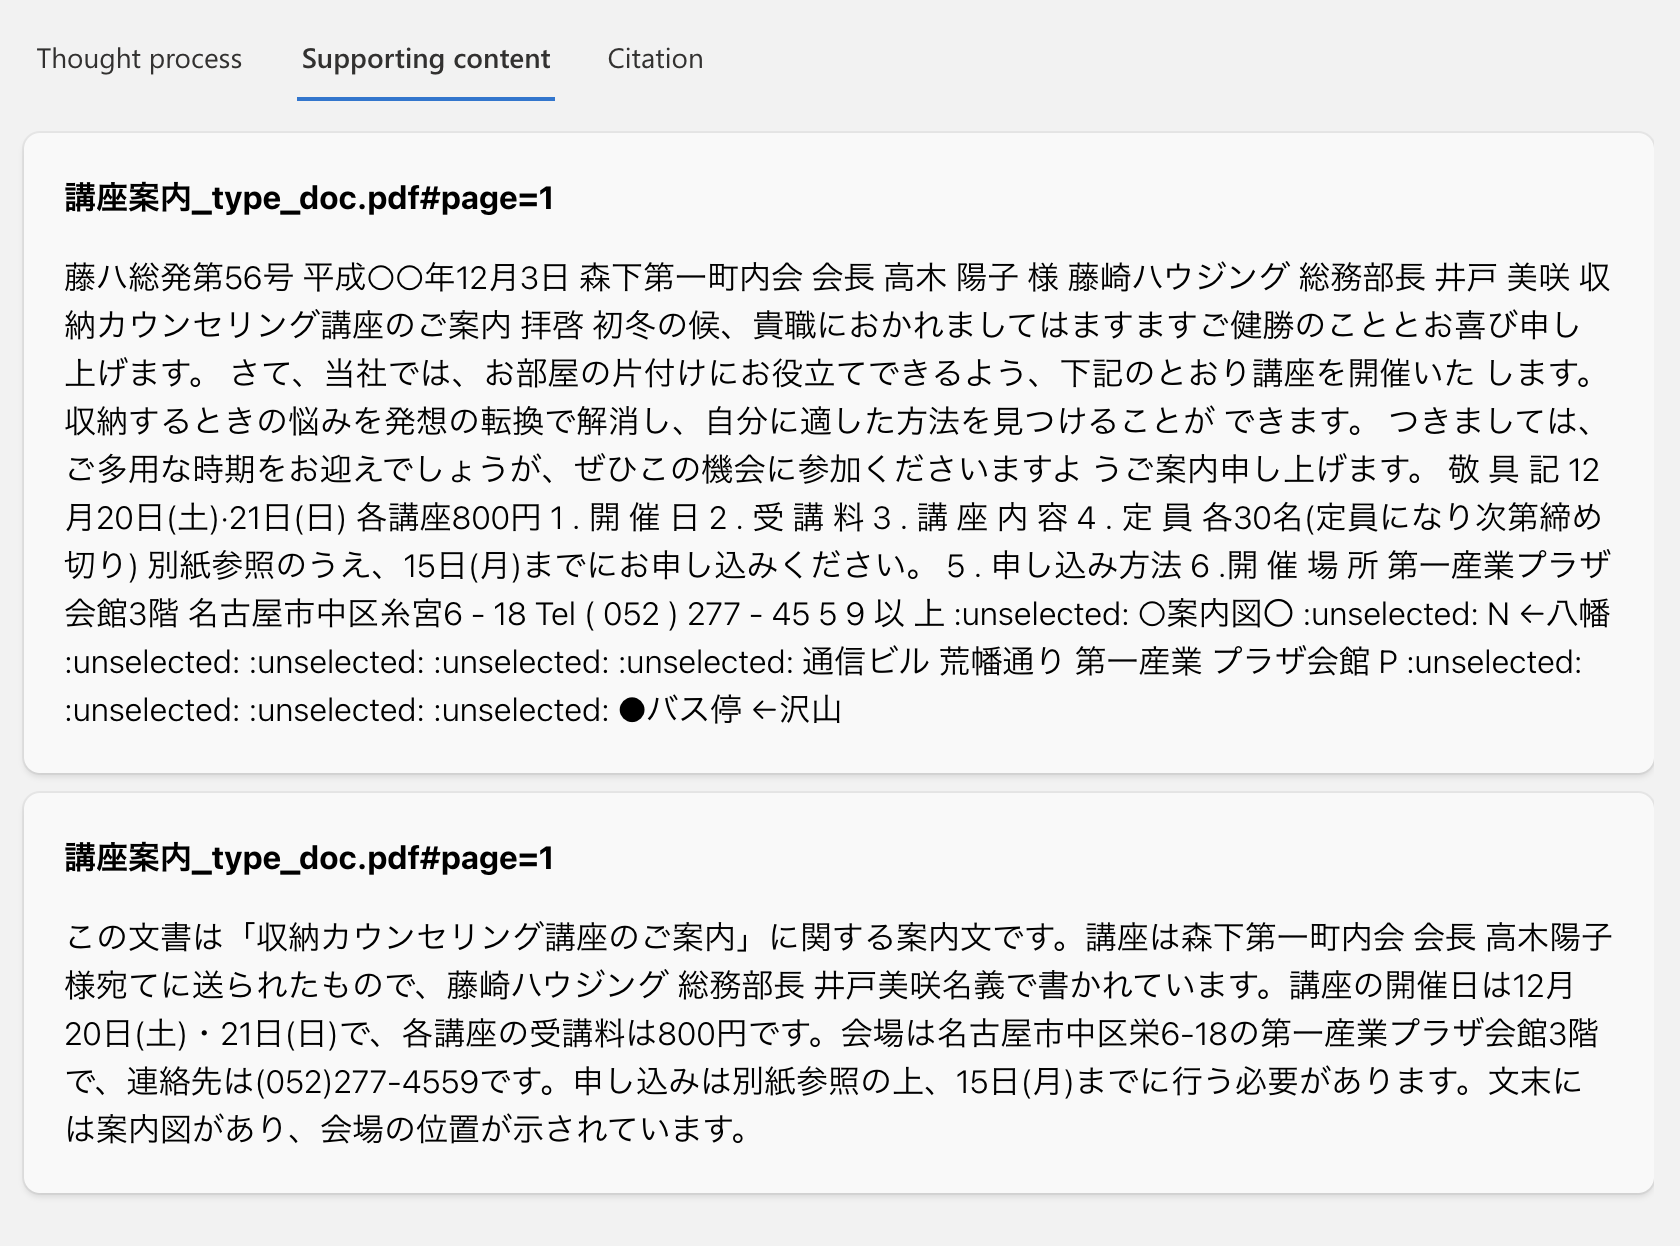 Thought process
Supporting content
Citation
講座案内_type_doc.pdf#page=1
藤ハ総発第56号 平成〇〇年12月3日 森下第一町内会 会長 高木 陽子 様 藤崎ハウジング 総務部長 井戸 美咲 収
納カウンセリング講座のご案内 拝啓 初冬の候、貴職におかれましてはますますご健勝のこととお喜び申し
上げます。 さて、当社では、お部屋の片付けにお役立てできるよう、下記のとおり講座を開催いた します。
収納するときの悩みを発想の転換で解消し、自分に適した方法を見つけることが できます。 つきましては、
ご多用な時期をお迎えでしょうが、ぜひこの機会に参加くださいますよ うご案内申し上げます。 敬 具 記 12
月20日(土)·21日(日) 各講座800円 1 . 開 催 日 2 . 受 講 料 3 . 講 座 内 容 4 . 定 員 各30名(定員になり次第締め
切り) 別紙参照のうえ、15日(月)までにお申し込みください。 5 . 申し込み方法 6 .開 催 場 所 第一産業プラザ
会館3階 名古屋市中区糸宮6 - 18 Tel ( 052 ) 277 - 45 5 9 以 上 :unselected: 〇案内図〇 :unselected: N ←八幡
:unselected: :unselected: :unselected: :unselected: 通信ビル 荒幡通り 第一産業 プラザ会館 P :unselected:
:unselected: :unselected: :unselected: ●バス停 ←沢山
講座案内_type_doc.pdf#page=1
この文書は「収納カウンセリング講座のご案内」に関する案内文です。講座は森下第一町内会 会長 高木陽子
様宛てに送られたもので、藤崎ハウジング 総務部長 井戸美咲名義で書かれています。講座の開催日は12月
20日(土)・21日(日)で、各講座の受講料は800円です。会場は名古屋市中区栄6-18の第一産業プラザ会館3階
で、連絡先は(052)277-4559です。申し込みは別紙参照の上、15日(月)までに行う必要があります。文末に
は案内図があり、会場の位置が示されています。